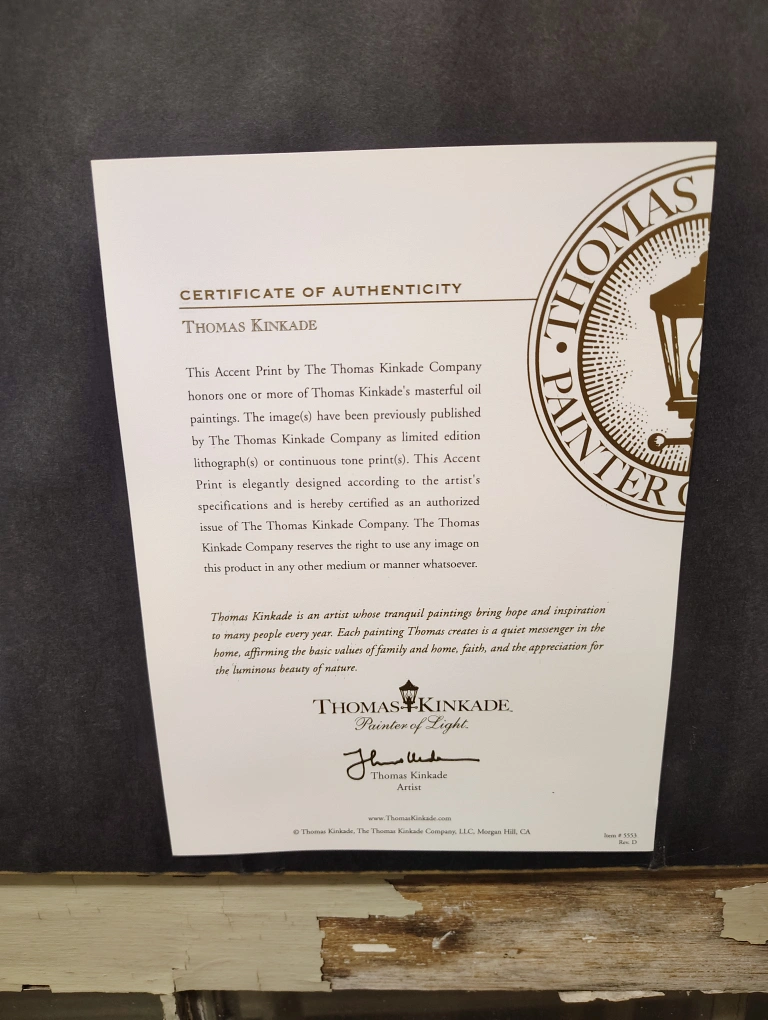 THOMAS
PAINTER
CERTIFICATE OF AUTHENTICITY
THOMAS KINKADE
This Accent Print by The Thomas Kinkade Company
honors one or more of Thomas Kinkade's masterful oil
paintings. The image(s) have been previously published
by The Thomas Kinkade Company as limited edition
lithograph(s) or continuous tone print(s). This Accent
Print is elegantly designed according to the artist's
specifications and is hereby certified as an authorized
issue of The Thomas Kinkade Company. The Thomas
Kinkade Company reserves the right to use any image on
this product in any other medium or manner whatsoever.
Thomas Kinkade is an artist whose tranquil paintings bring hope and inspiration
to many people every year. Each painting Thomas creates is a quiet messenger in the
home, affirming the basic values of family and home, faith, and the appreciation for
the luminous beauty of nature.
THOMAS KINKADE™
Painter of Light™
Thomas Kinkade
Artist
www.ThomasKinkade.com
© Thomas Kinkade, The Thomas Kinkade Company, LLC, Morgan Hill, CA
Item # 5553
Rev. D